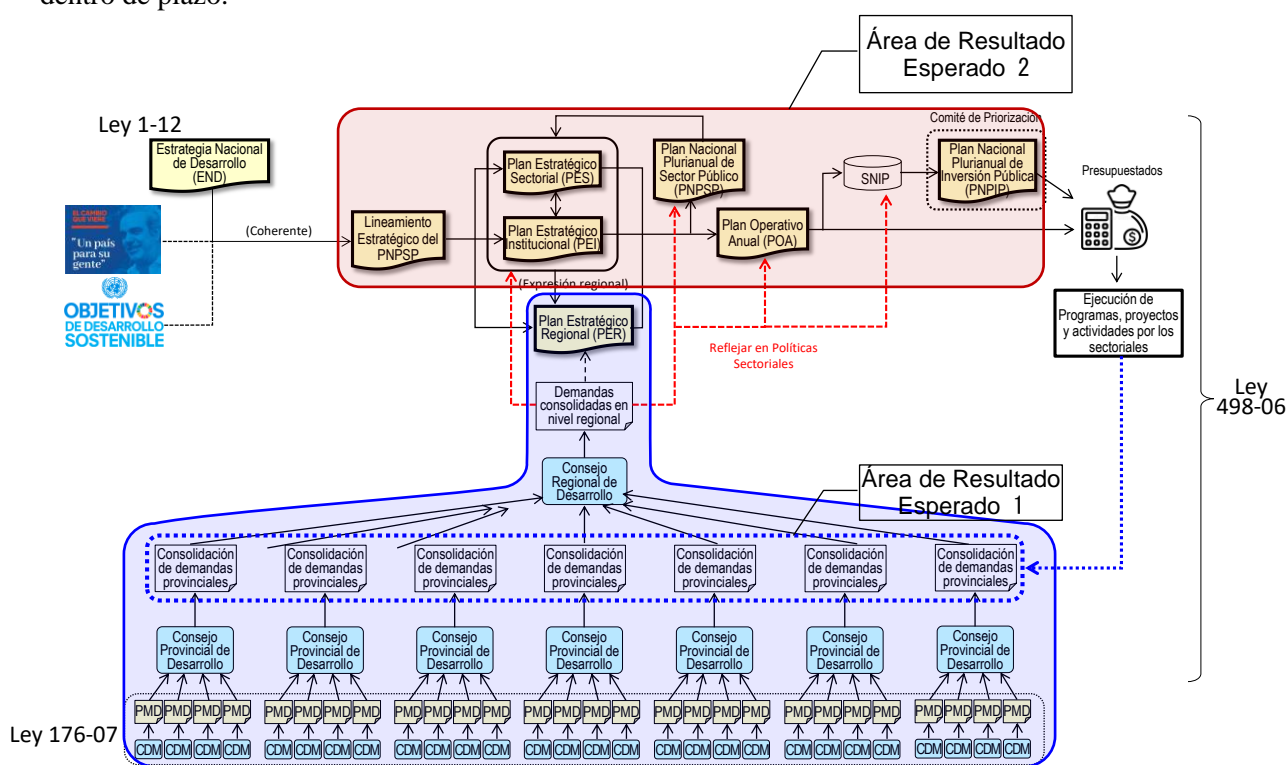 dentro de plazo.
Área de Resultado
Esperado 2
Ley 1-12
Estrategia Nacional
de Desarrollo
(END)
Comité de Priorización
Plan Estratégico
Sectorial (PES)
Plan Nacional
Plurianual de
Sector Público
(PNPSP)
SNIP
Plan Nacional
Plurianual de
Inversión Pública
(PNPIP)
Presupuestados
EL CAMBIO
QUE VIENE
"Un país
para su
gente"
(Coherente)
Lineamiento
Estratégico del
PNPSP
Plan Estratégico
Institucional (PEI)
Plan Operativo
Anual (POA)
(Expresión regional)
OBJETIVOS
DE DESARROLLO
SOSTENIBLE
Plan Estratégico
Regional (PER)
Reflejar en Políticas
Sectoriales
Ejecución de
Programas, proyectos
y actividades por los
sectoriales
Ley
498-06
Demandas
consolidadas en
nivel regional
Consejo
Regional de
Desarrollo
Área de Resultado
Esperado 1
Consolidación
de demandas
provinciales
Consolidación
de demandas
provinciales
Consolidación
de demandas
provinciales
Consolidación
de demandas
provinciales
Consolidación
de demandas
provinciales
Consolidación
de demandas
provinciales
Consolidación
de demandas
provinciales
Consejo
Provincial de
Desarrollo
Consejo
Provincial de
Desarrollo
Consejo
Provincial de
Desarrollo
Consejo
Provincial de
Desarrollo
Consejo
Provincial de
Desarrollo
Consejo
Provincial de
Desarrollo
Consejo
Provincial de
Desarrollo
PMD PMD PMD PMD PMD PMD PMD PMD PMD PMD PMD PMD PMD PMD PMD PMD PMD PMD PMD PMD PMD PMD PMD PMD PMD PMD PMD PMD
Ley 176-07
CDM CDM CDM CDM CDM CDM CDM CDM CDM CDM CDM CDM CDM CDM CDM CDM CDM CDM CDM CDM CDM CDM CDM CDM CDM CDM CDM CDM